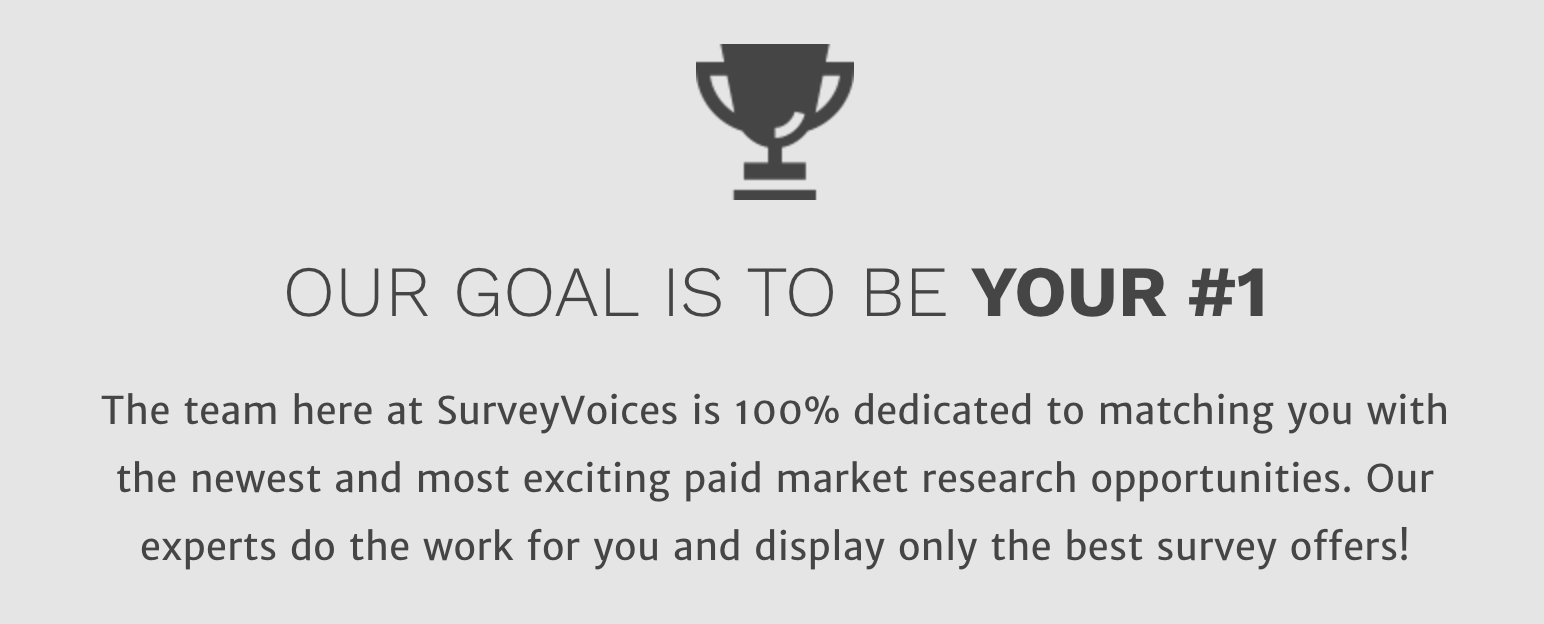 OUR GOAL IS TO BE YOUR #1
The team here at SurveyVoices is 100% dedicated to matching you with
the newest and most exciting paid market research opportunities. Our
experts do the work for you and display only the best survey offers!